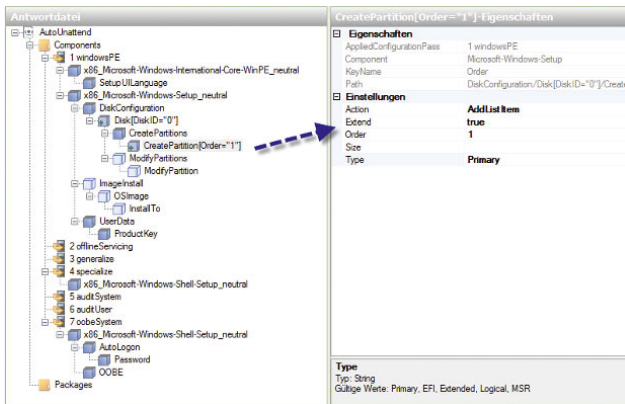 Antwortdatei
AutoUnattend
Components
1 windowsPE
x86_Microsoft-Windows-International-Core-WinPE_neutral
SetupUILanguage
x86_Microsoft-Windows-Setup_neutral
DiskConfiguration
Disk[DiskID="0"]
CreatePartitions
CreatePartition[Order="1"]
ModifyPartitions
ModifyPartition
ImageInstall
OSImage
InstallTo
UserData
ProductKey
2 offlineServicing
3 generalize
4 specialize
x86_Microsoft-Windows-Shell-Setup_neutral
5 auditSystem
6 auditUser
7 oobeSystem
x86_Microsoft-Windows-Shell-Setup_neutral
AutoLogon
Password
OOBE
Packages
CreatePartition[Order="1"]-Eigenschaften
Eigenschaften
AppliedConfigurationPass 1 windowsPE
Component Microsoft-Windows-Setup
KeyName Order
Path DiskConfiguration/Disk[DiskID="0"]/Create
Einstellungen
Action AddListItem
Extend true
Order 1
Size
Type Primary
Type
Typ: String
Gültige Werte: Primary, EFI, Extended, Logical, MSR